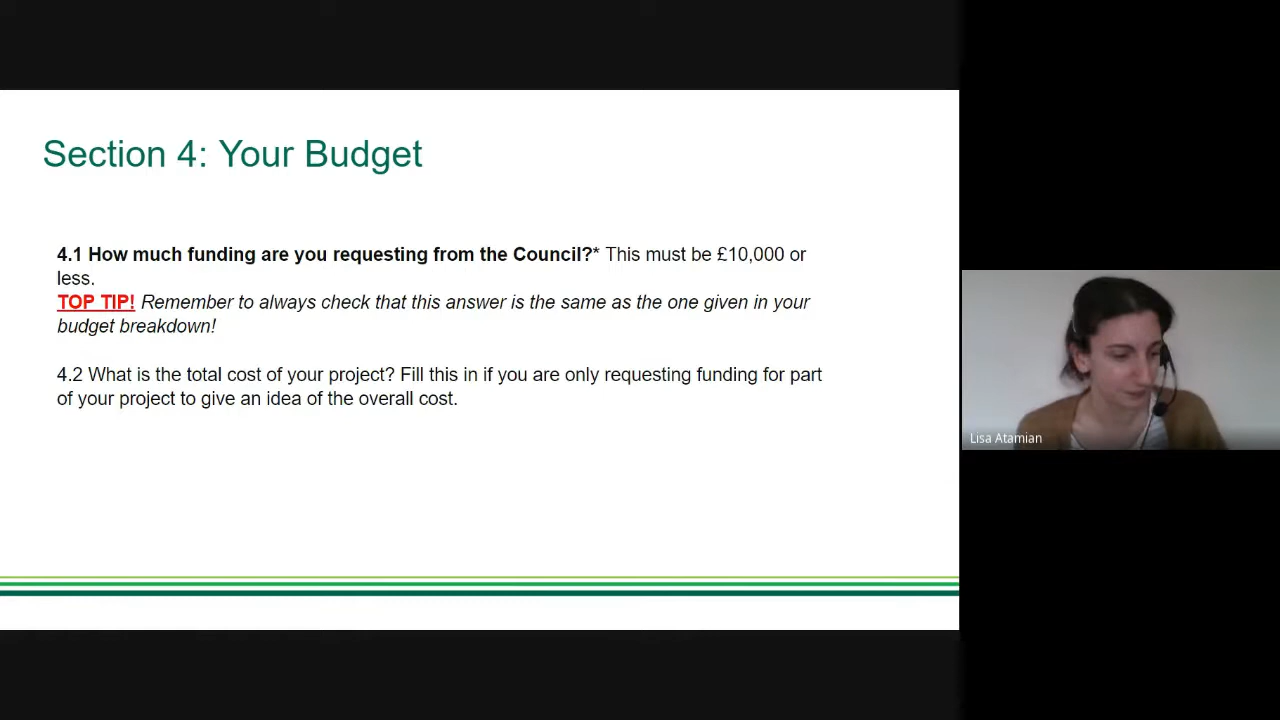 Section 4: Your Budget
4.1 How much funding are you requesting from the Council?* This must be £10,000 or
less.
TOP TIP! Remember to always check that this answer is the same as the one given in your
budget breakdown!
4.2 What is the total cost of your project? Fill this in if you are only requesting funding for part
of your project to give an idea of the overall cost.
Lisa Atamian